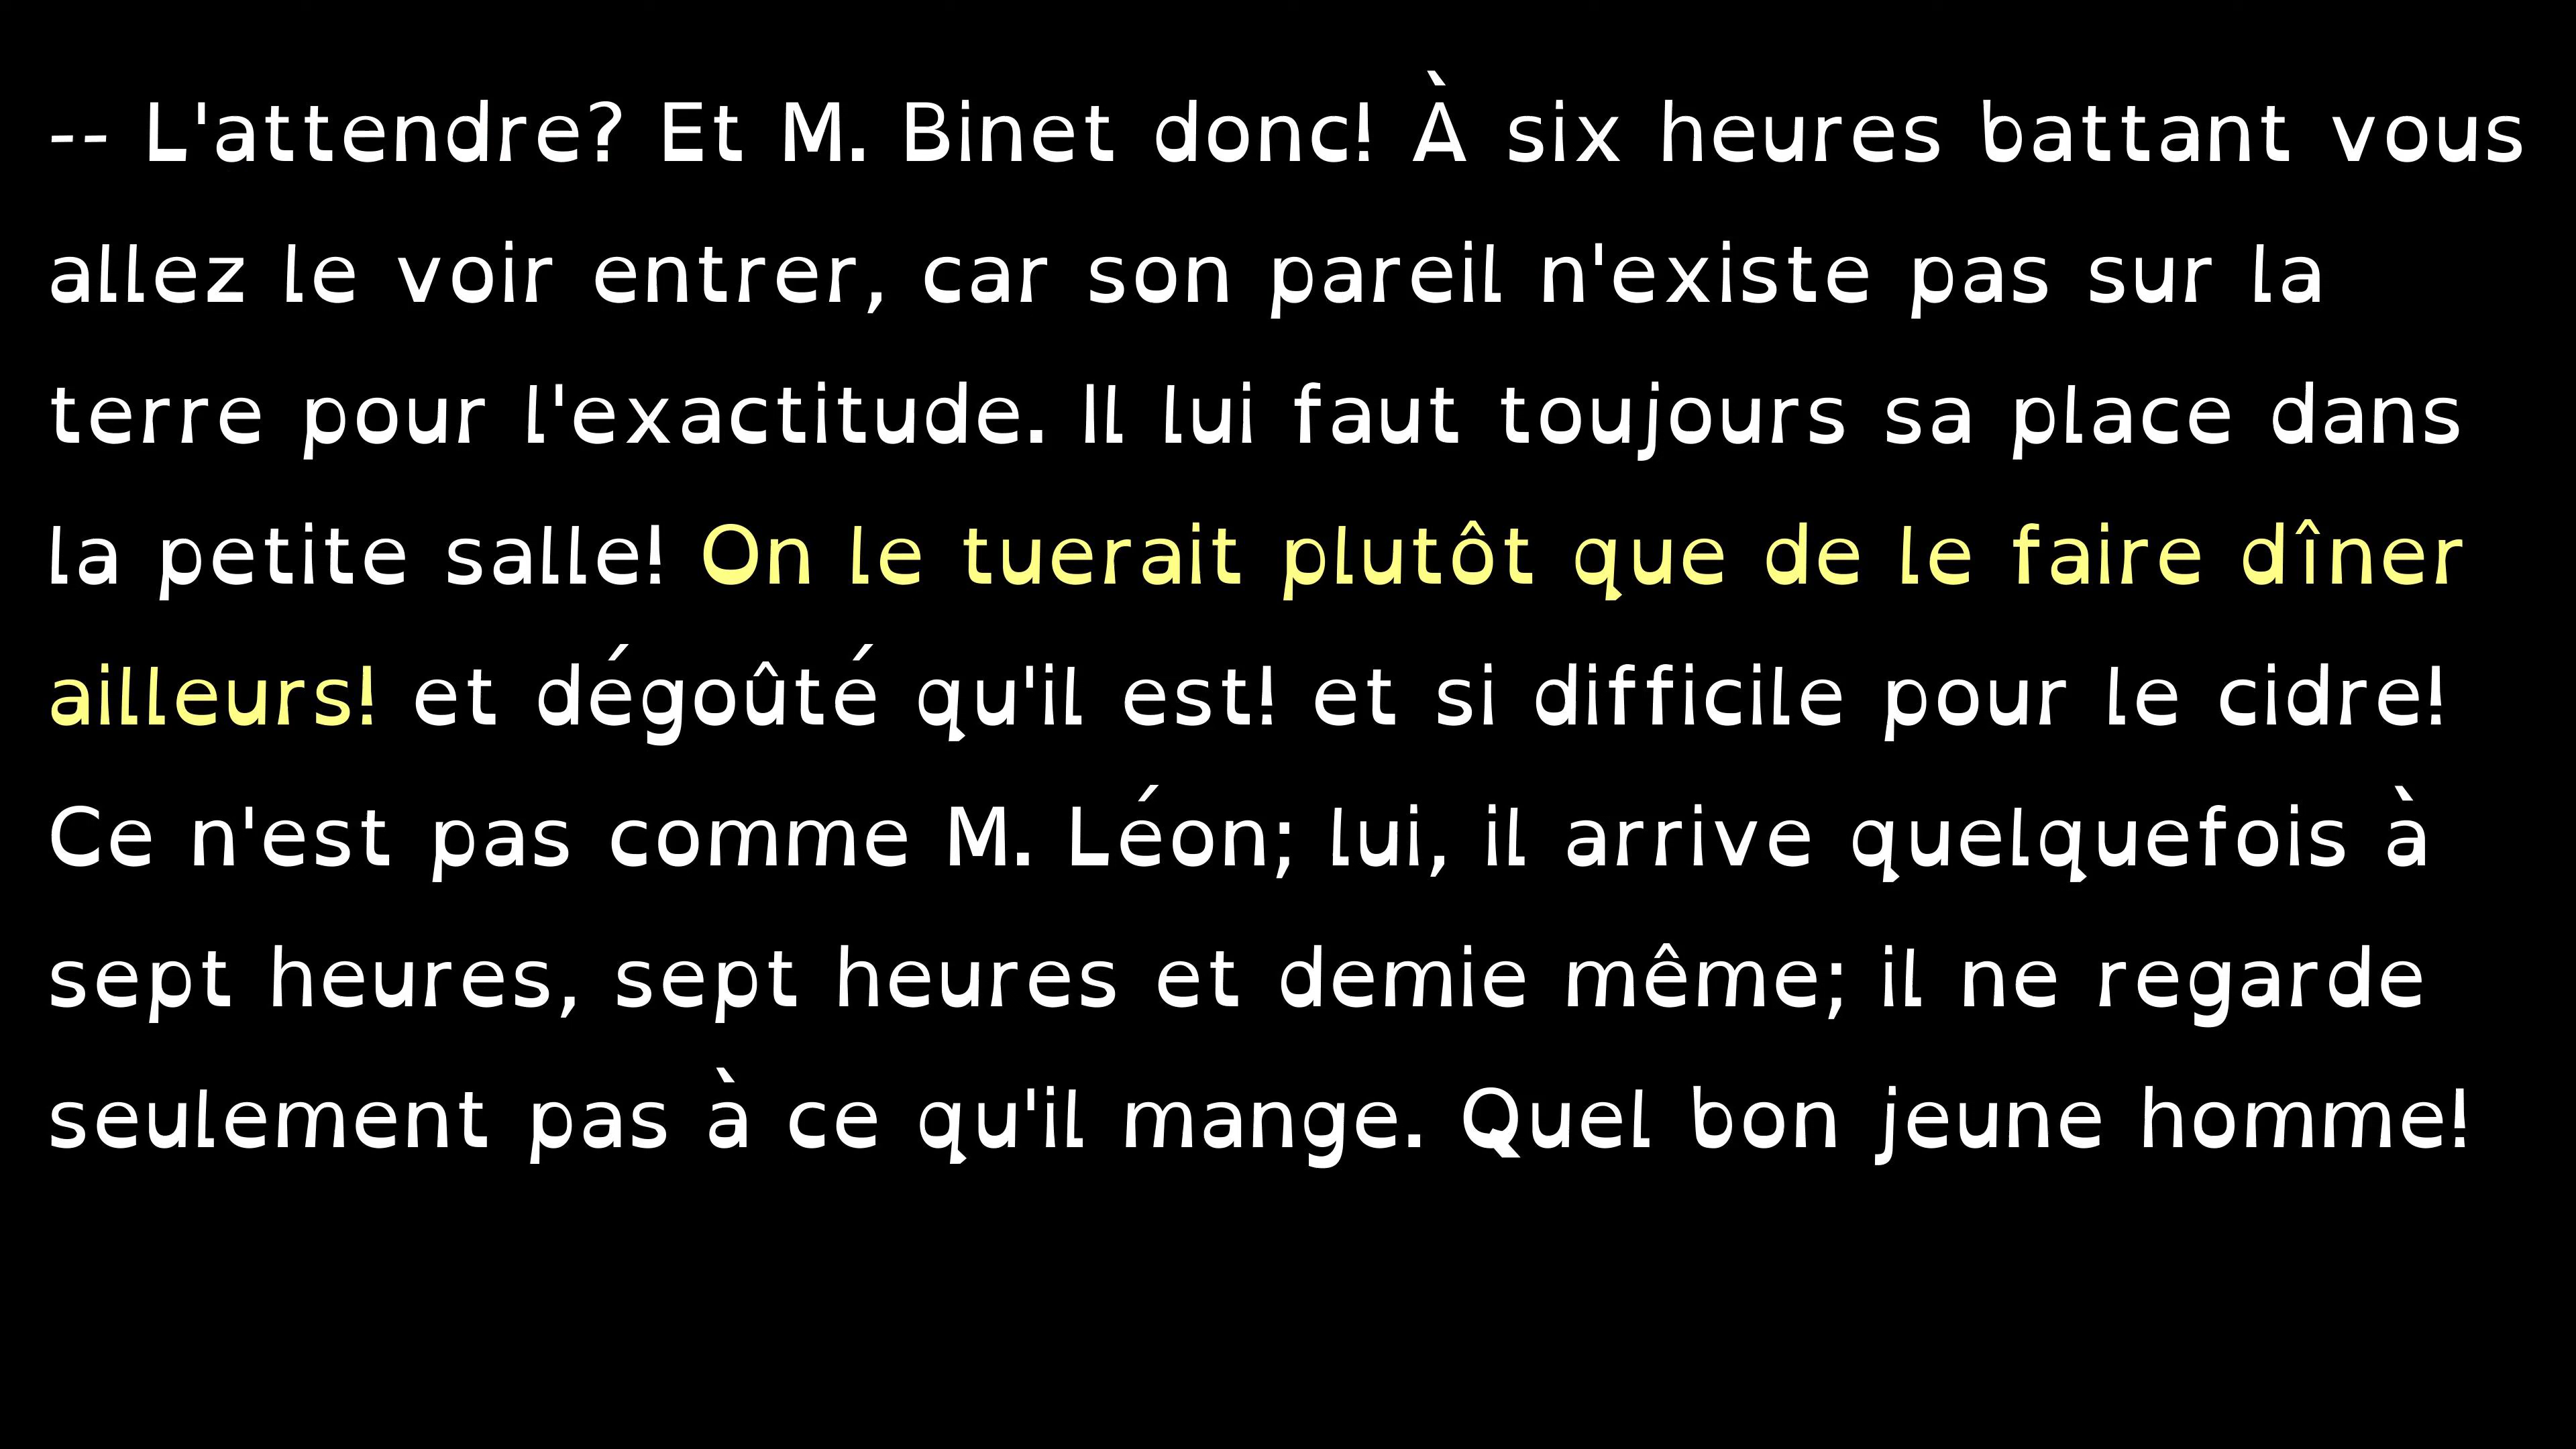 -- L'attendre? Et M. Binet donc! À six heures battant vous
allez le voir entrer, car son pareil n'existe pas sur la
terre pour l'exactitude. Il lui faut toujours sa place dans
la petite salle! On le tuerait plutôt que de le faire dîner
ailleurs! et dégoûté qu'il est! et si difficile pour le cidre!
Ce n'est pas comme M. Léon; lui, il arrive quelquefois à
sept heures, sept heures et demie même; il ne regarde
seulement pas à ce qu'il mange. Quel bon jeune homme!